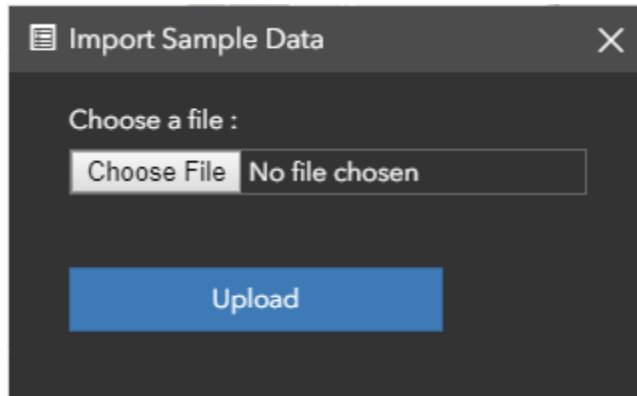 Import Sample Data
Choose a file :
Choose File No file chosen
Upload